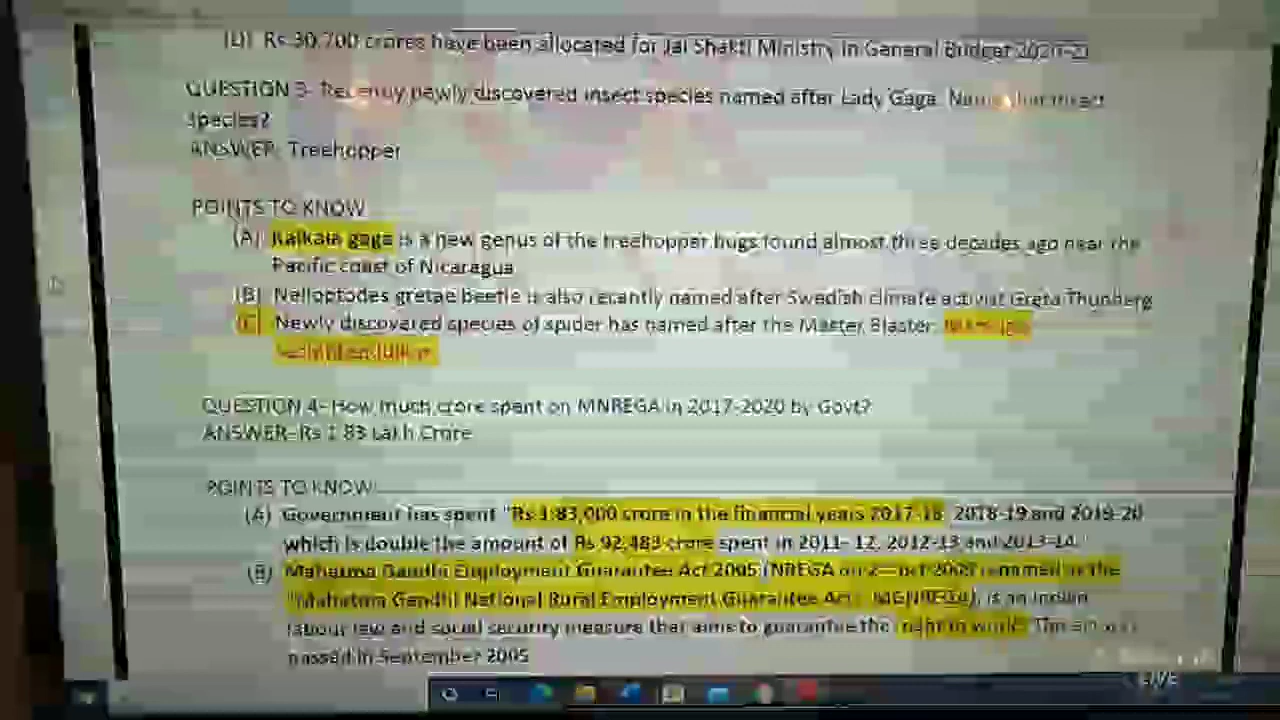 (D) Rs 30,700 crores have been allocated for Jal Shakti Ministry in General Budget 2020-21
QUESTION 3- Recently newly discovered insect species named after Lady Gaga. Name that insect
species?
ANSWER- Treehopper
POINTS TO KNOW
(A) Kaikaia gaga is a new genus of the treehopper bugs found almost three decades ago near the
Pacific coast of Nicaragua
(B) Nelloptodes gretae beetle is also recently named after Swedish climate activist Greta Thunberg
(C) Newly discovered species of spider has named after the Master Blaster
QUESTION 4- How much crore spent on MNREGA in 2017-2020 by Govt?
ANSWER- Rs 1.83 Lakh Crore
POINTS TO KNOW
(A) Government has spent "Rs 1.83,000 crore in the financial years 2017-18, 2018-19 and 2019-20
which is double the amount of Rs 92,483 crore spent in 2011-12, 2012-13 and 2013-14."
(B) Mahatma Gandhi Employment Guarantee Act 2005 (NREGA on 2 renamed as the
"Mahatma Gandhi National Rural Employment Guarantee Act", MGNREGA), is an Indian
labour law and social security measure that aims to guarantee the 'right to work'. The act was
passed in September 2005